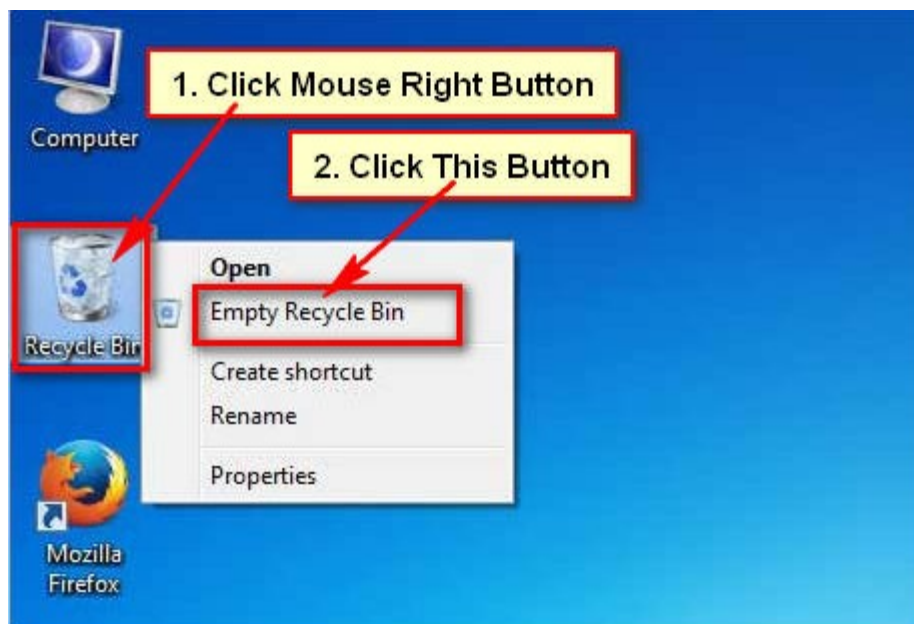 1. Click Mouse Right Button
Computer
2. Click This Button
Open
Empty Recycle Bin
Recycle Bin
Create shortcut
Rename
Properties
Mozilla
Firefox